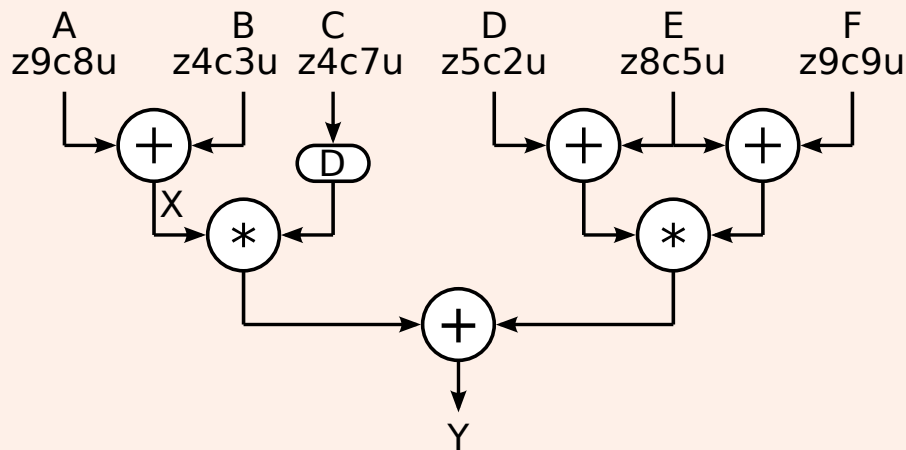 A B C D E F
z9c8u z4c3u z4c7u z5c2u z8c5u z9c9u
+ D + +
X
* *
+
Y